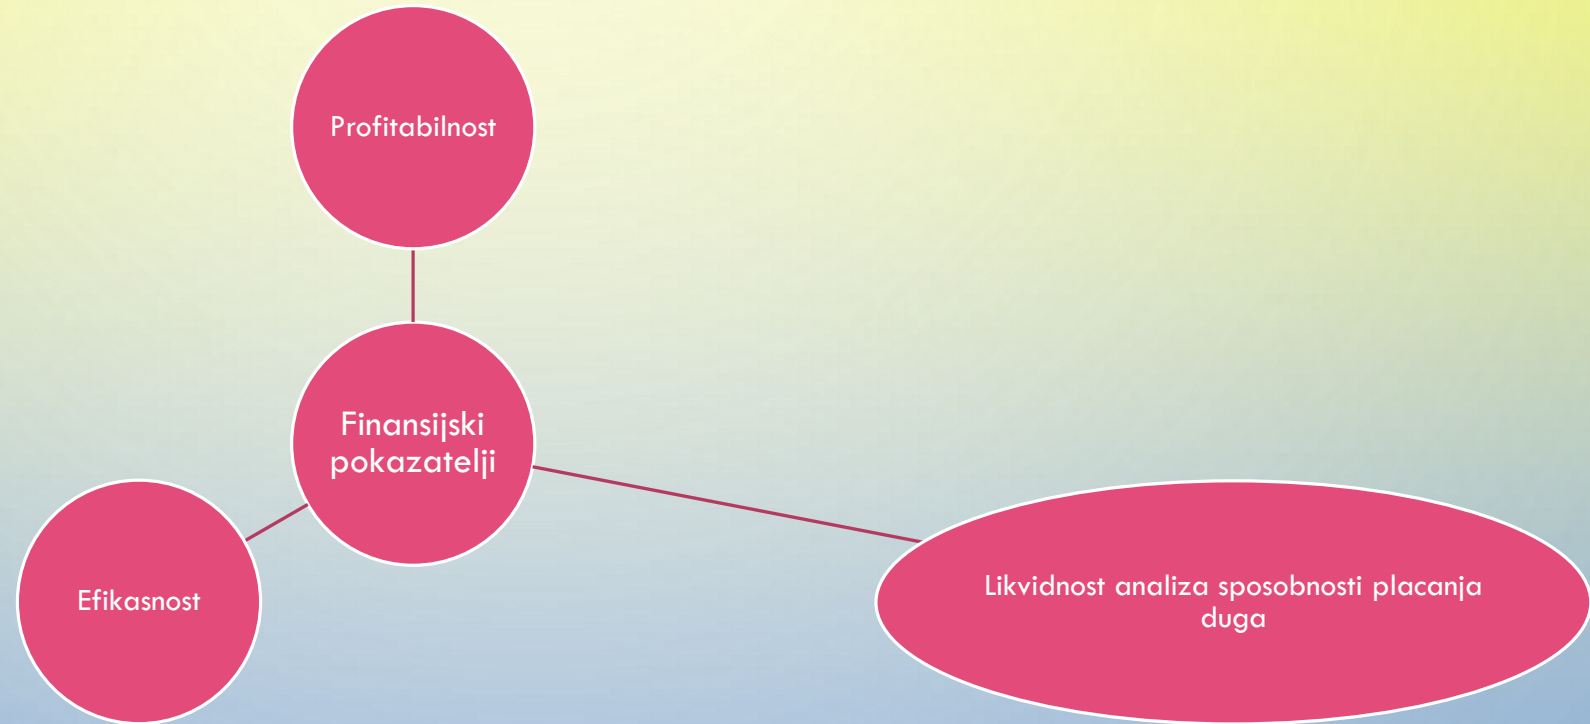 Profitabilnost
Finansijski
pokazatelji
Efikasnost
Likvidnost analiza sposobnosti placanja
duga